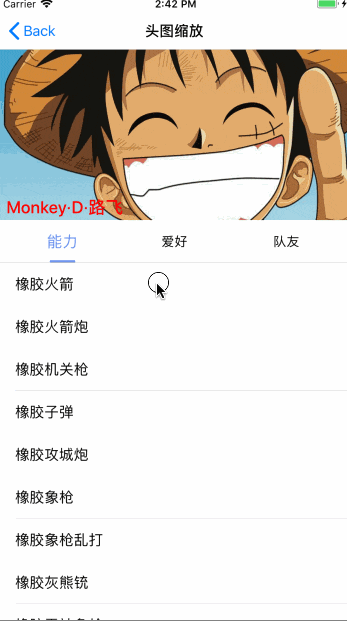 Carrier 2:42 PM
Back 头图缩放
Monkey·D·路飞
能力 爱好 队友
橡胶火箭
橡胶火箭炮
橡胶机关枪
橡胶子弹
橡胶攻城炮
橡胶象枪
橡胶象枪乱打
橡胶灰熊铳